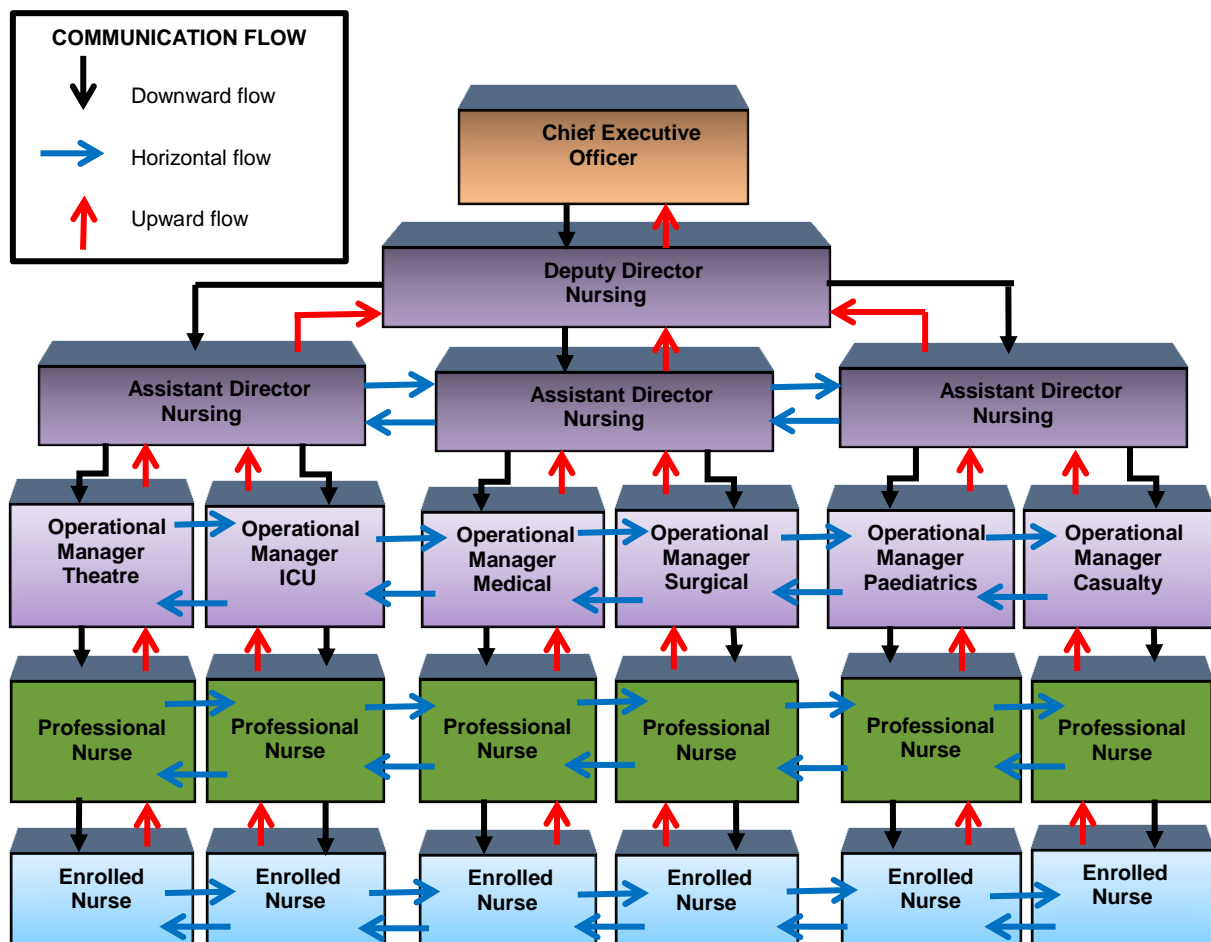 COMMUNICATION FLOW
Downward flow
Horizontal flow
Upward flow
Chief Executive
Officer
Deputy Director
Nursing
Assistant Director
Nursing
Assistant Director
Nursing
Assistant Director
Nursing
Operational
Manager
Theatre
Operational
Manager
ICU
Operational
Manager
Medical
Operational
Manager
Surgical
Operational
Manager
Paediatrics
Operational
Manager
Casualty
Professional
Nurse
Professional
Nurse
Professional
Nurse
Professional
Nurse
Professional
Nurse
Professional
Nurse
Enrolled
Nurse
Enrolled
Nurse
Enrolled
Nurse
Enrolled
Nurse
Enrolled
Nurse
Enrolled
Nurse